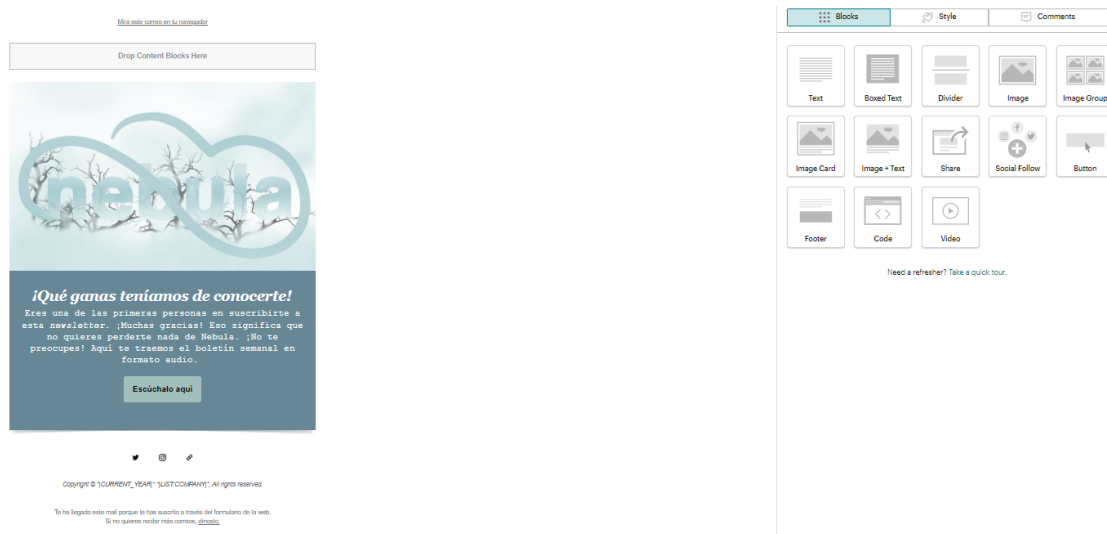 Mira este correo en tu navegador
Drop Content Blocks Here
nebula
¡Qué ganas teníamos de conocerte!
Eres una de las primeras personas en suscribirte a
esta newsletter. ¡Muchas gracias! Eso significa que
no quieres perderte nada de Nebula. ¡No te
preocupes! Aquí te traemos el boletín semanal en
formato audio.
Escúchalo aquí
Copyright © *|CURRENT_YEAR|* *|LIST:COMPANY|*, All rights reserved.
Te ha llegado este mail porque te has suscrito a través del formulario de la web.
Si no quieres recibir más correos, dínoslo.
Blocks
Style
Comments
Text
Boxed Text
Divider
Image
Image Group
Image Card
Image + Text
Share
Social Follow
Button
Footer
Code
Video
Need a refresher? Take a quick tour.